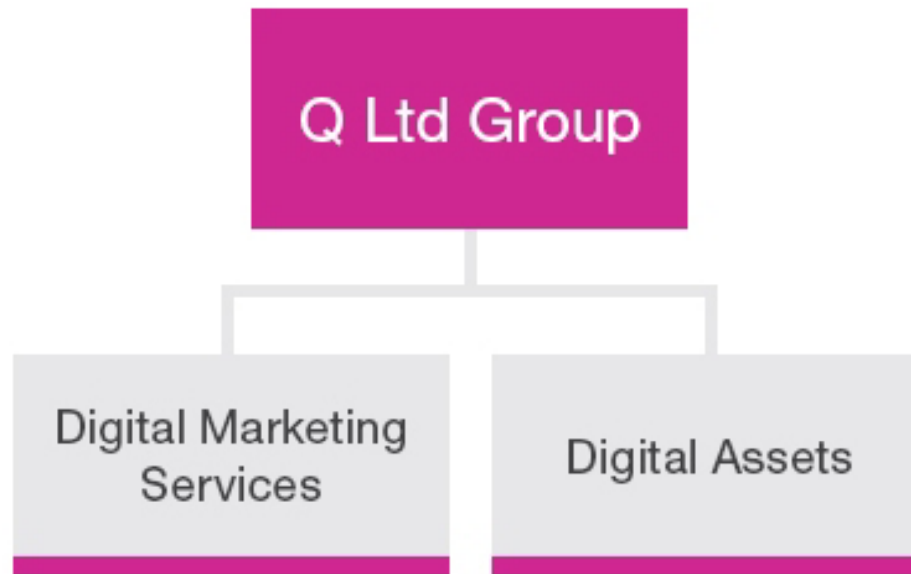 Q Ltd Group
Digital Marketing
Services
Digital Assets